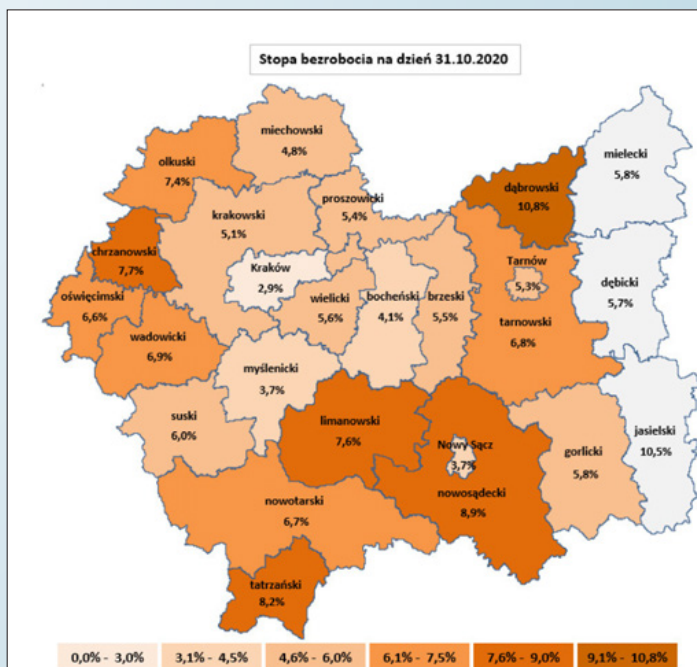 Stopa bezrobocia na dzień 31.10.2020
miechowski
4,8%
olkuski
7,4%
mielecki
5,8%
dąbrowski
10,8%
proszowicki
5,4%
krakowski
5,1%
chrzanowski
7,7%
Kraków
2,9%
Tarnów
5,3%
dębicki
5,7%
oświęcimski
6,6%
wielicki
5,6%
bocheński
4,1%
brzeski
5,5%
tarnowski
6,8%
wadowicki
6,9%
myślenicki
3,7%
suski
6,0%
limanowski
7,6%
Nowy Sącz
3,7%
gorlicki
5,8%
jasielski
10,5%
nowosądecki
8,9%
nowotarski
6,7%
tatrzański
8,2%
0,0%- 3,0%
3,1% - 4,5%
4,6% - 6,0%
6,1% - 7,5%
7,6% - 9,0%
9,1% - 10,8%